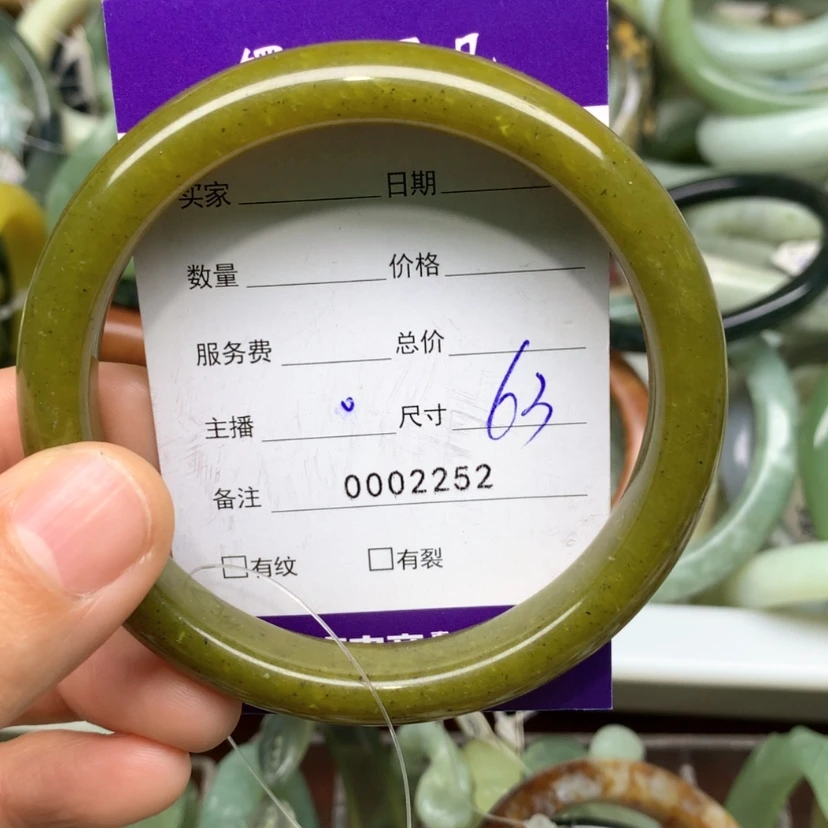 买家 日期
数量 价格
服务费 总价
主播 尺寸 63
备注 0002252
□有纹 □有裂